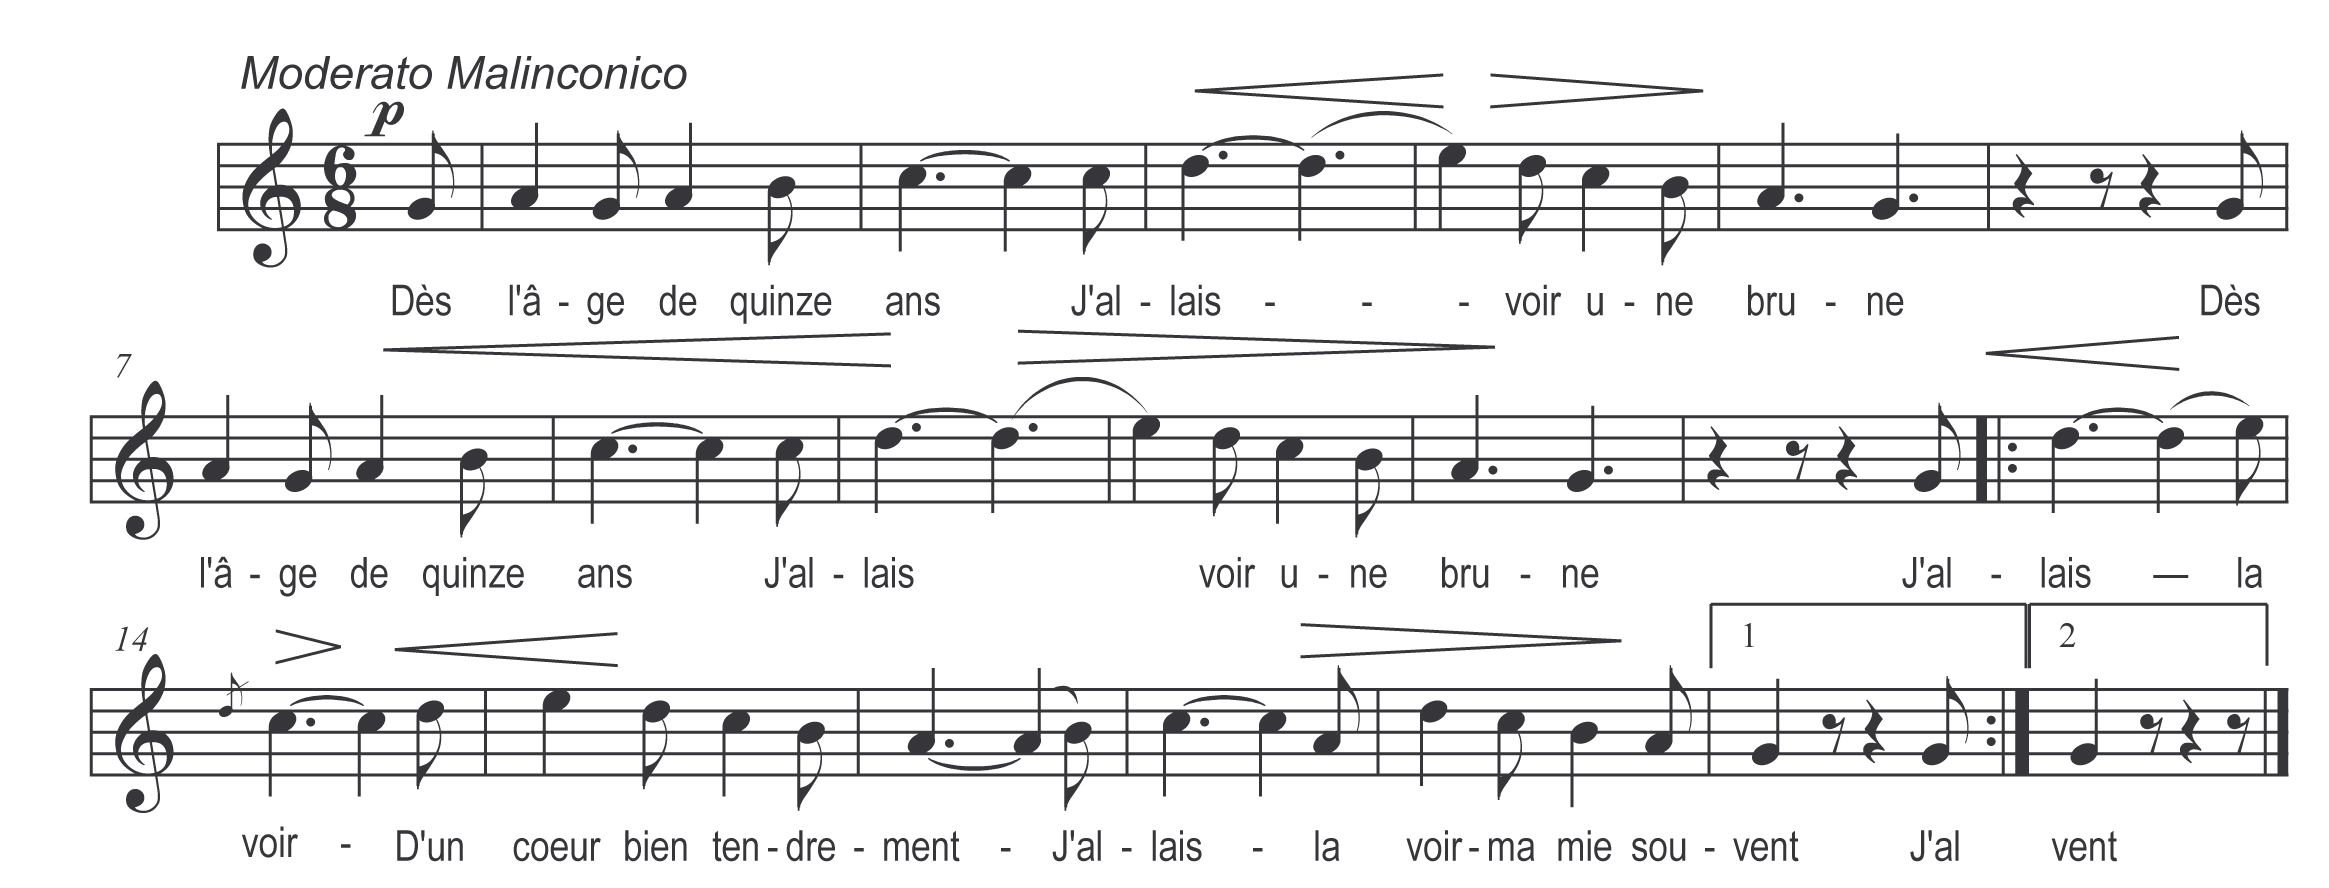 Moderato Malinconico
p
6
8
Dès l'â - ge de quinze ans J'al - lais - - - voir u - ne bru - ne Dès
7
l'â - ge de quinze ans J'al - lais voir u - ne bru - ne J'al - lais — la
14
1
2
voir - D'un coeur bien ten - dre - ment - J'al - lais - la voir - ma mie sou - vent J'al vent